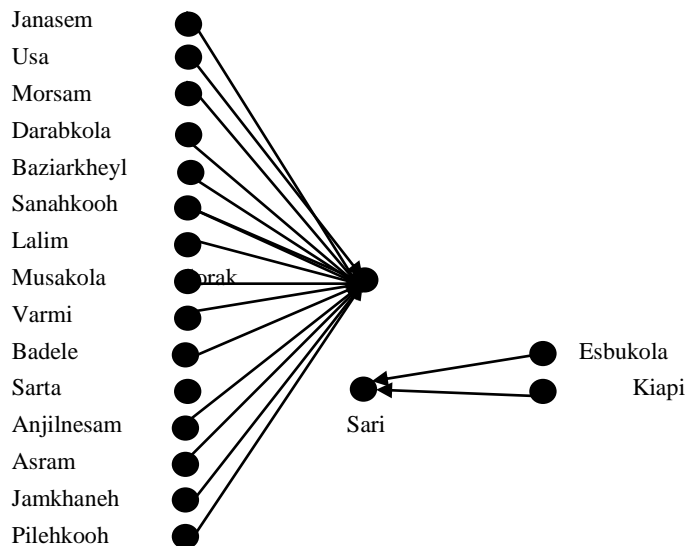 Janasem
Usa
Morsam
Darabkola
Baziarkheyl
Sanahkooh
Lalim
Musakola
Varmi
Badele
Esbukola
Sarta
Kiapi
Anjilnesam
Sari
Asram
Jamkhaneh
Pilehkooh